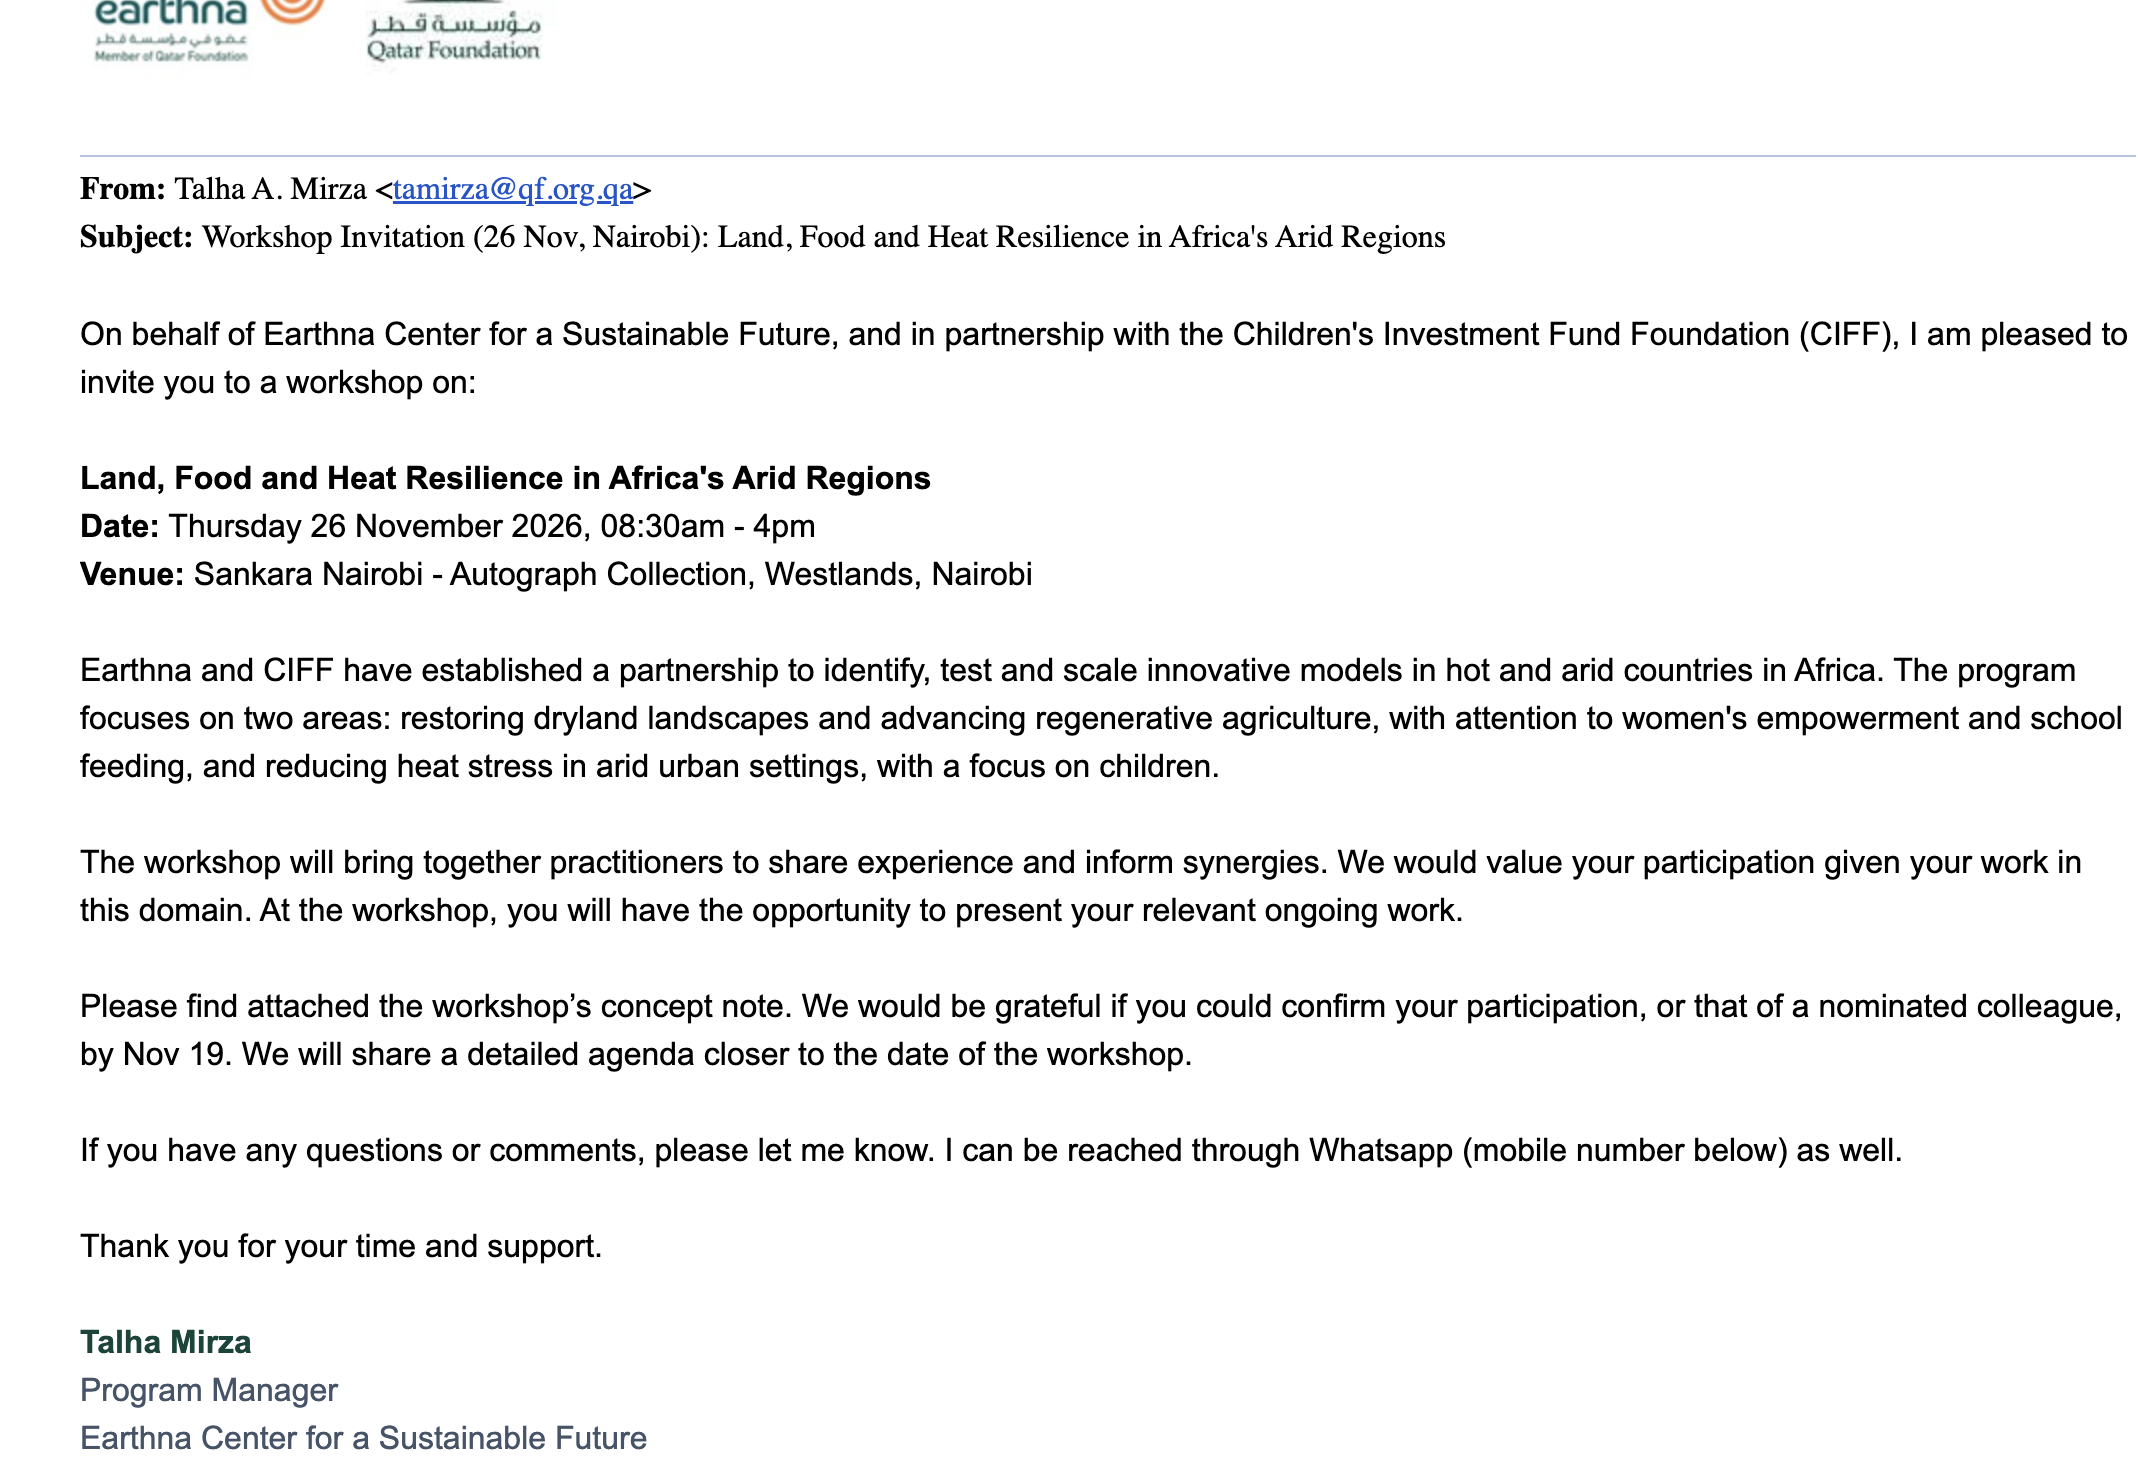 earthna
عضو في مؤسسة قطر
Member of Qatar Foundation
مؤسسة قطر
Qatar Foundation
From: Talha A. Mirza <tamirza@qf.org.qa>
Subject: Workshop Invitation (26 Nov, Nairobi): Land, Food and Heat Resilience in Africa's Arid Regions
On behalf of Earthna Center for a Sustainable Future, and in partnership with the Children's Investment Fund Foundation (CIFF), I am pleased to
invite you to a workshop on:
Land, Food and Heat Resilience in Africa's Arid Regions
Date: Thursday 26 November 2026, 08:30am - 4pm
Venue: Sankara Nairobi - Autograph Collection, Westlands, Nairobi
Earthna and CIFF have established a partnership to identify, test and scale innovative models in hot and arid countries in Africa. The program
focuses on two areas: restoring dryland landscapes and advancing regenerative agriculture, with attention to women's empowerment and school
feeding, and reducing heat stress in arid urban settings, with a focus on children.
The workshop will bring together practitioners to share experience and inform synergies. We would value your participation given your work in
this domain. At the workshop, you will have the opportunity to present your relevant ongoing work.
Please find attached the workshop’s concept note. We would be grateful if you could confirm your participation, or that of a nominated colleague,
by Nov 19. We will share a detailed agenda closer to the date of the workshop.
If you have any questions or comments, please let me know. I can be reached through Whatsapp (mobile number below) as well.
Thank you for your time and support.
Talha Mirza
Program Manager
Earthna Center for a Sustainable Future